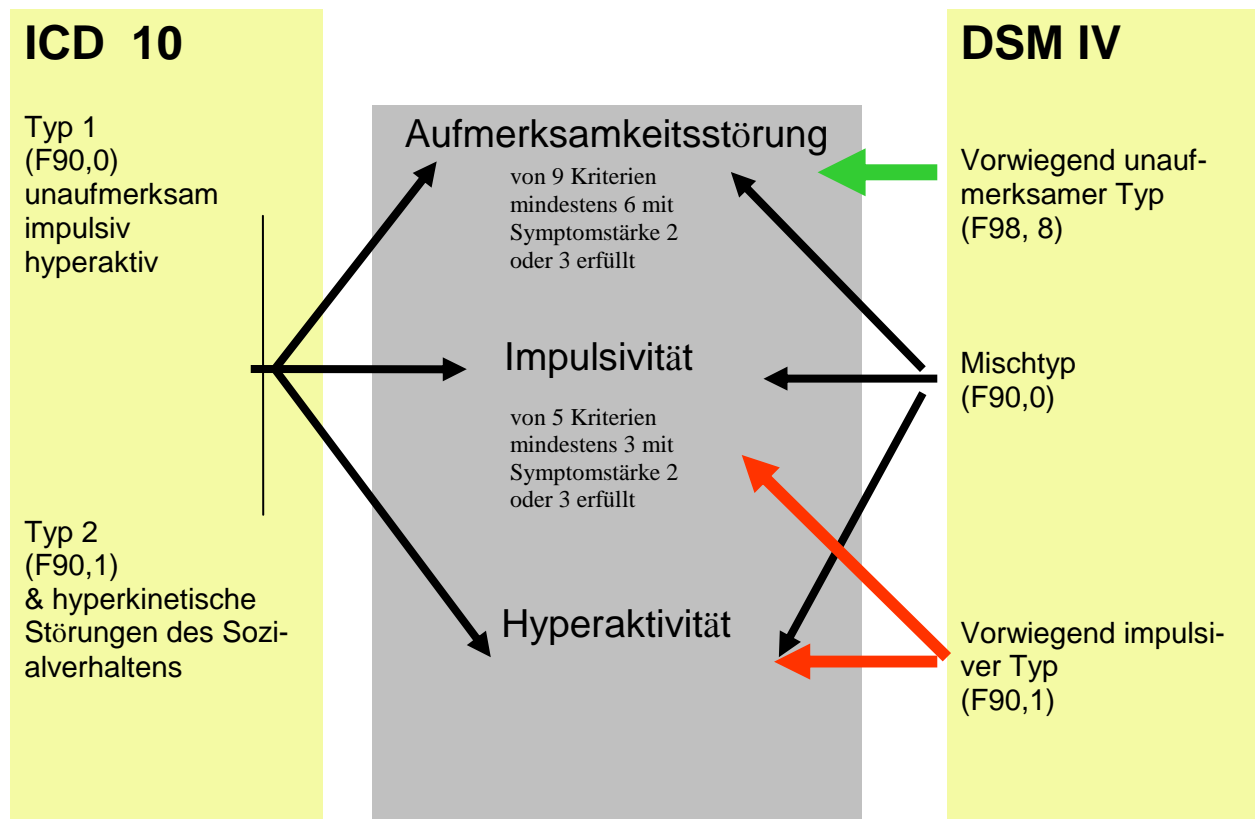 ICD 10
Typ 1
(F90,0)
unaufmerksam
impulsiv
hyperaktiv
Typ 2
(F90,1)
& hyperkinetische
Störungen des Sozi-
alverhaltens
Aufmerksamkeitsstörung
von 9 Kriterien
mindestens 6 mit
Symptomstärke 2
oder 3 erfüllt
Impulsivität
von 5 Kriterien
mindestens 3 mit
Symptomstärke 2
oder 3 erfüllt
Hyperaktivität
DSM IV
Vorwiegend unauf-
merksamer Typ
(F98, 8)
Mischtyp
(F90,0)
Vorwiegend impulsi-
ver Typ
(F90,1)